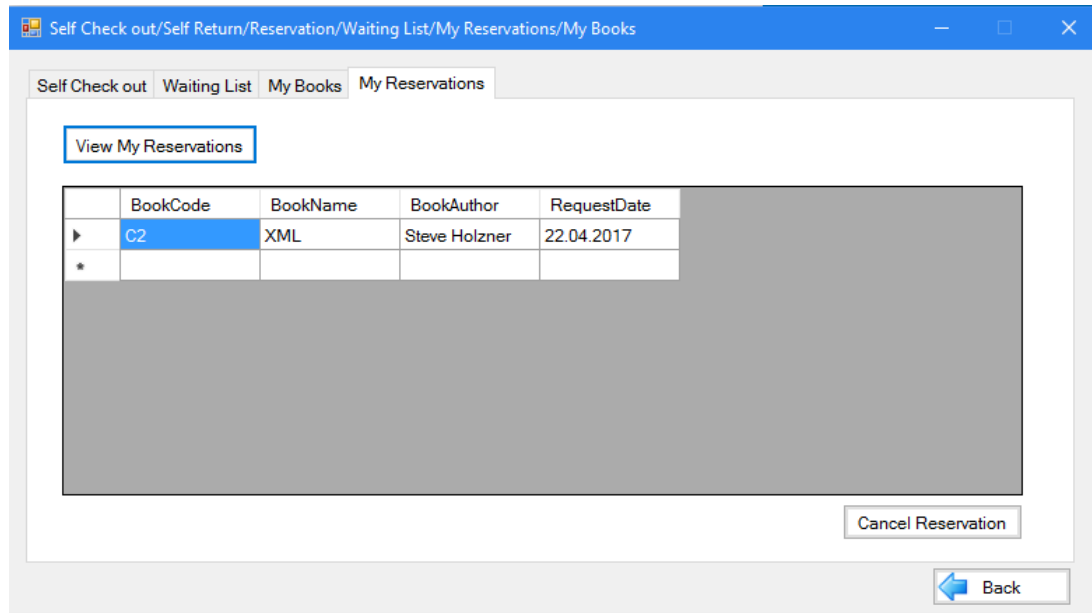 Self Check out/Self Return/Reservation/Waiting List/My Reservations/My Books
Self Check out Waiting List My Books My Reservations
View My Reservations
BookCode BookName BookAuthor RequestDate
C2 XML Steve Holzner 22.04.2017
Cancel Reservation
Back